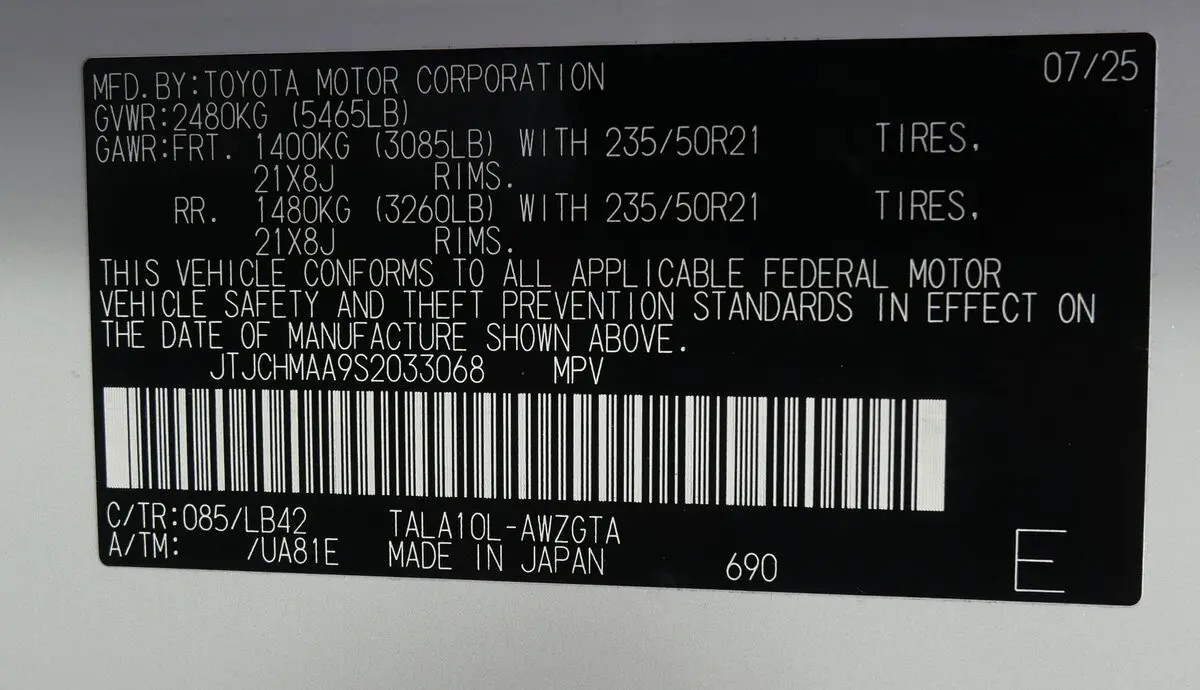 07/25
MFD.BY:TOYOTA MOTOR CORPORATION
GVWR:2480KG (5465LB)
GAWR:FRT. 1400KG (3085LB) WITH 235/50R21 TIRES,
21X8J RIMS.
RR. 1480KG (3260LB) WITH 235/50R21 TIRES,
21X8J RIMS.
THIS VEHICLE CONFORMS TO ALL APPLICABLE FEDERAL MOTOR
VEHICLE SAFETY AND THEFT PREVENTION STANDARDS IN EFFECT ON
THE DATE OF MANUFACTURE SHOWN ABOVE.
JTJCHMAA9S2033068 MPV
C/TR:085/LB42 TALA10L-AWZGTA
A/TM: /UA81E MADE IN JAPAN 690 E